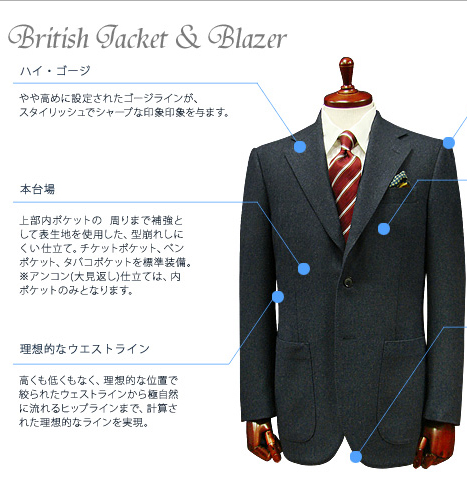 British Jacket & Blazer
ハイ・ゴージ
やや高めに設定されたゴージラインが、
スタイリッシュでシャープな印象印象を与ます。
本台場
上部内ポケットの 周りまで補強と
して表生地を使用した、型崩れしに
くい仕立て。チケットポケット、ペン
ポケット、タバコポケットを標準装備。
※アンコン(大見返し)仕立ては、内
ポケットのみとなります。
理想的なウエストライン
高くも低くもなく、理想的な位置で
絞られたウエストラインから極自然
に流れるヒップラインまで、計算さ
れた理想的なラインを実現。